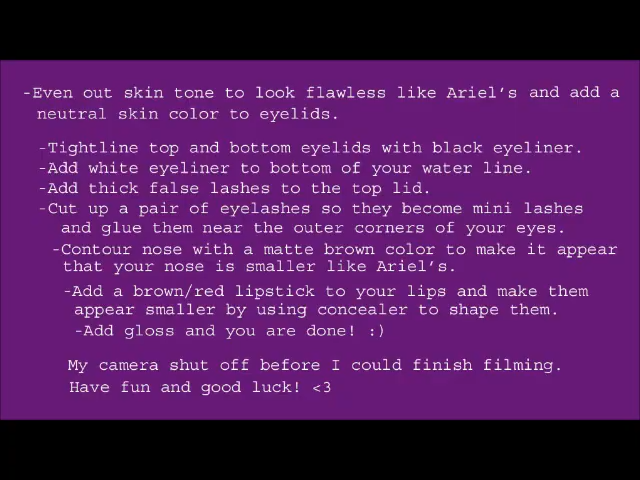 -Even out skin tone to look flawless like Ariel's and add a
neutral skin color to eyelids.
-Tightline top and bottom eyelids with black eyeliner.
-Add white eyeliner to bottom of your water line.
-Add thick false lashes to the top lid.
-Cut up a pair of eyelashes so they become mini lashes
and glue them near the outer corners of your eyes.
-Contour nose with a matte brown color to make it appear
that your nose is smaller like Ariel's.
-Add a brown/red lipstick to your lips and make them
appear smaller by using concealer to shape them.
-Add gloss and you are done! :)
My camera shut off before I could finish filming.
Have fun and good luck! <3